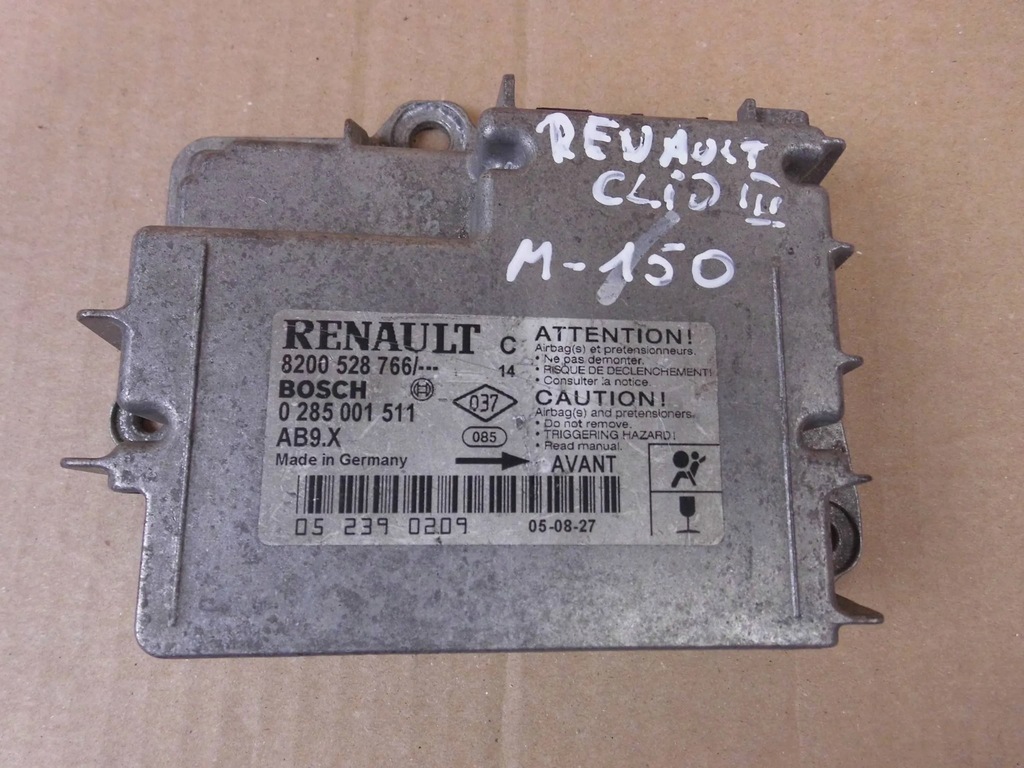 RENAULT
CLIO III
M-150
RENAULT
8200 528 766/---
BOSCH
0 285 001 511
AB9.X
Made in Germany
C
14
037
085
ATTENTION!
Airbag(s) et pretensionneurs.
• Ne pas demonter.
• RISQUE DE DECLENCHEMENT!
• Consulter la notice.
CAUTION!
Airbag(s) and pretensioners.
• Do not remove.
• TRIGGERING HAZARD!
• Read manual.
AVANT
05 239 0209
05-08-27